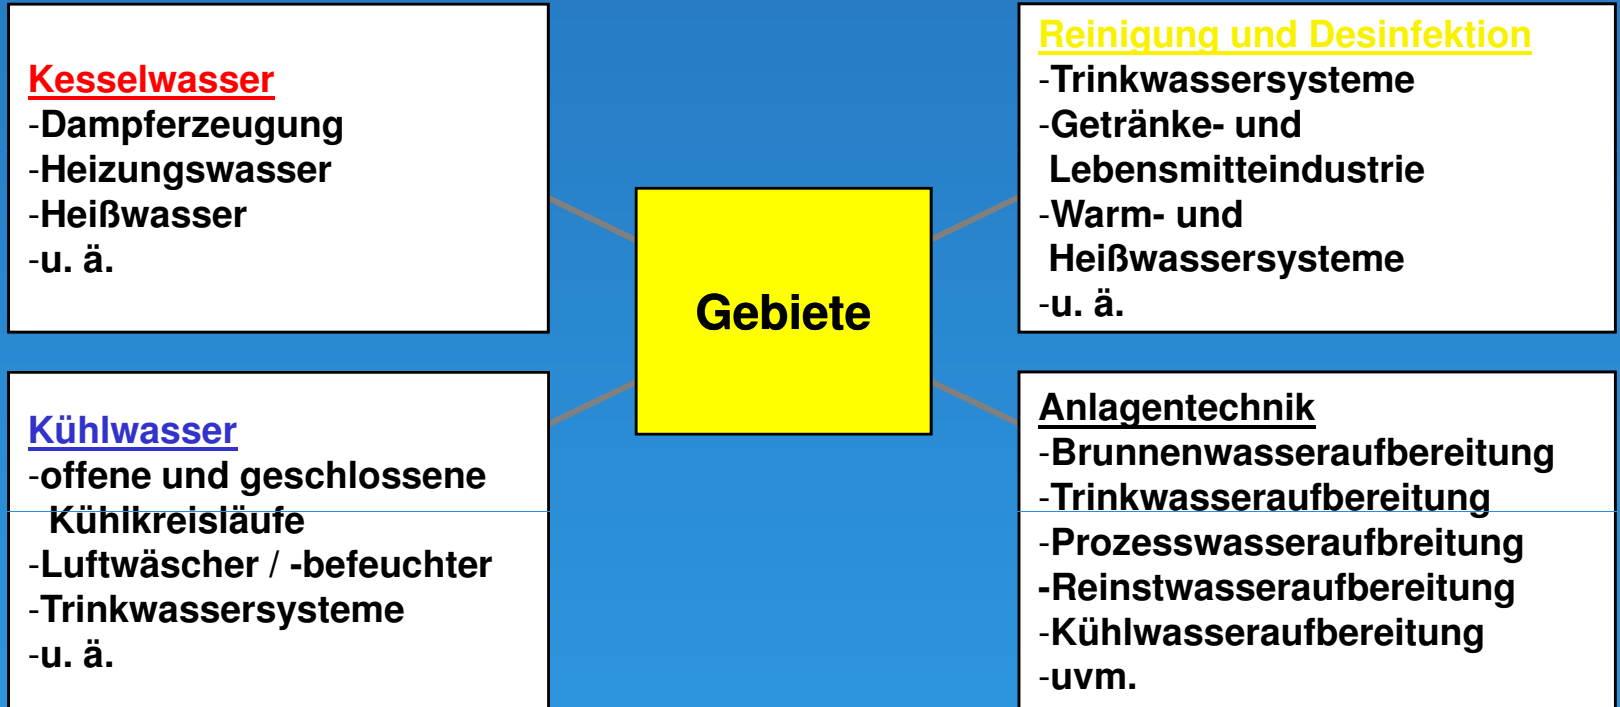 Kesselwasser
-Dampferzeugung
-Heizungswasser
-Heißwasser
-u. ä.
Reinigung und Desinfektion
-Trinkwassersysteme
-Getränke- und
Lebensmitteindustrie
-Warm- und
Heißwassersysteme
-u. ä.
Gebiete
Kühlwasser
-offene und geschlossene
Kühlkreisläufe
-Luftwäscher / -befeuchter
-Trinkwassersysteme
-u. ä.
Anlagentechnik
-Brunnenwasseraufbereitung
-Trinkwasseraufbereitung
-Prozesswasseraufbreitung
-Reinstwasseraufbereitung
-Kühlwasseraufbereitung
-uvm.